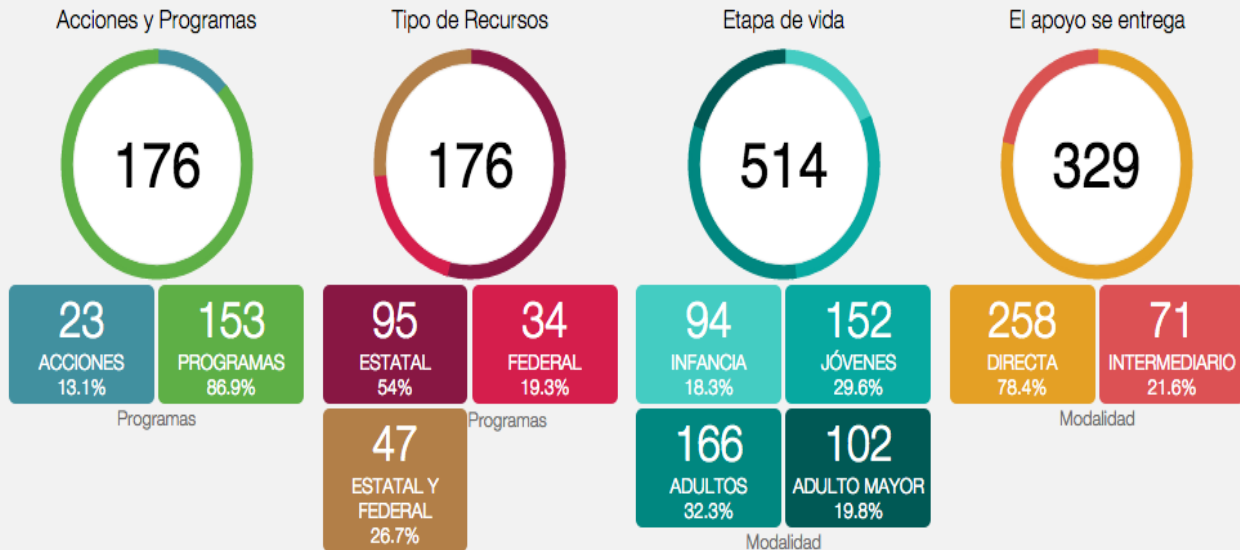 Acciones y Programas
176
23
ACCIONES
13.1%
153
PROGRAMAS
86.9%
Programas
Tipo de Recursos
176
95
ESTATAL
54%
34
FEDERAL
19.3%
47
ESTATAL Y
FEDERAL
26.7%
Programas
Etapa de vida
514
94
INFANCIA
18.3%
152
JÓVENES
29.6%
166
ADULTOS
32.3%
102
ADULTO MAYOR
19.8%
Modalidad
El apoyo se entrega
329
258
DIRECTA
78.4%
71
INTERMEDIARIO
21.6%
Modalidad